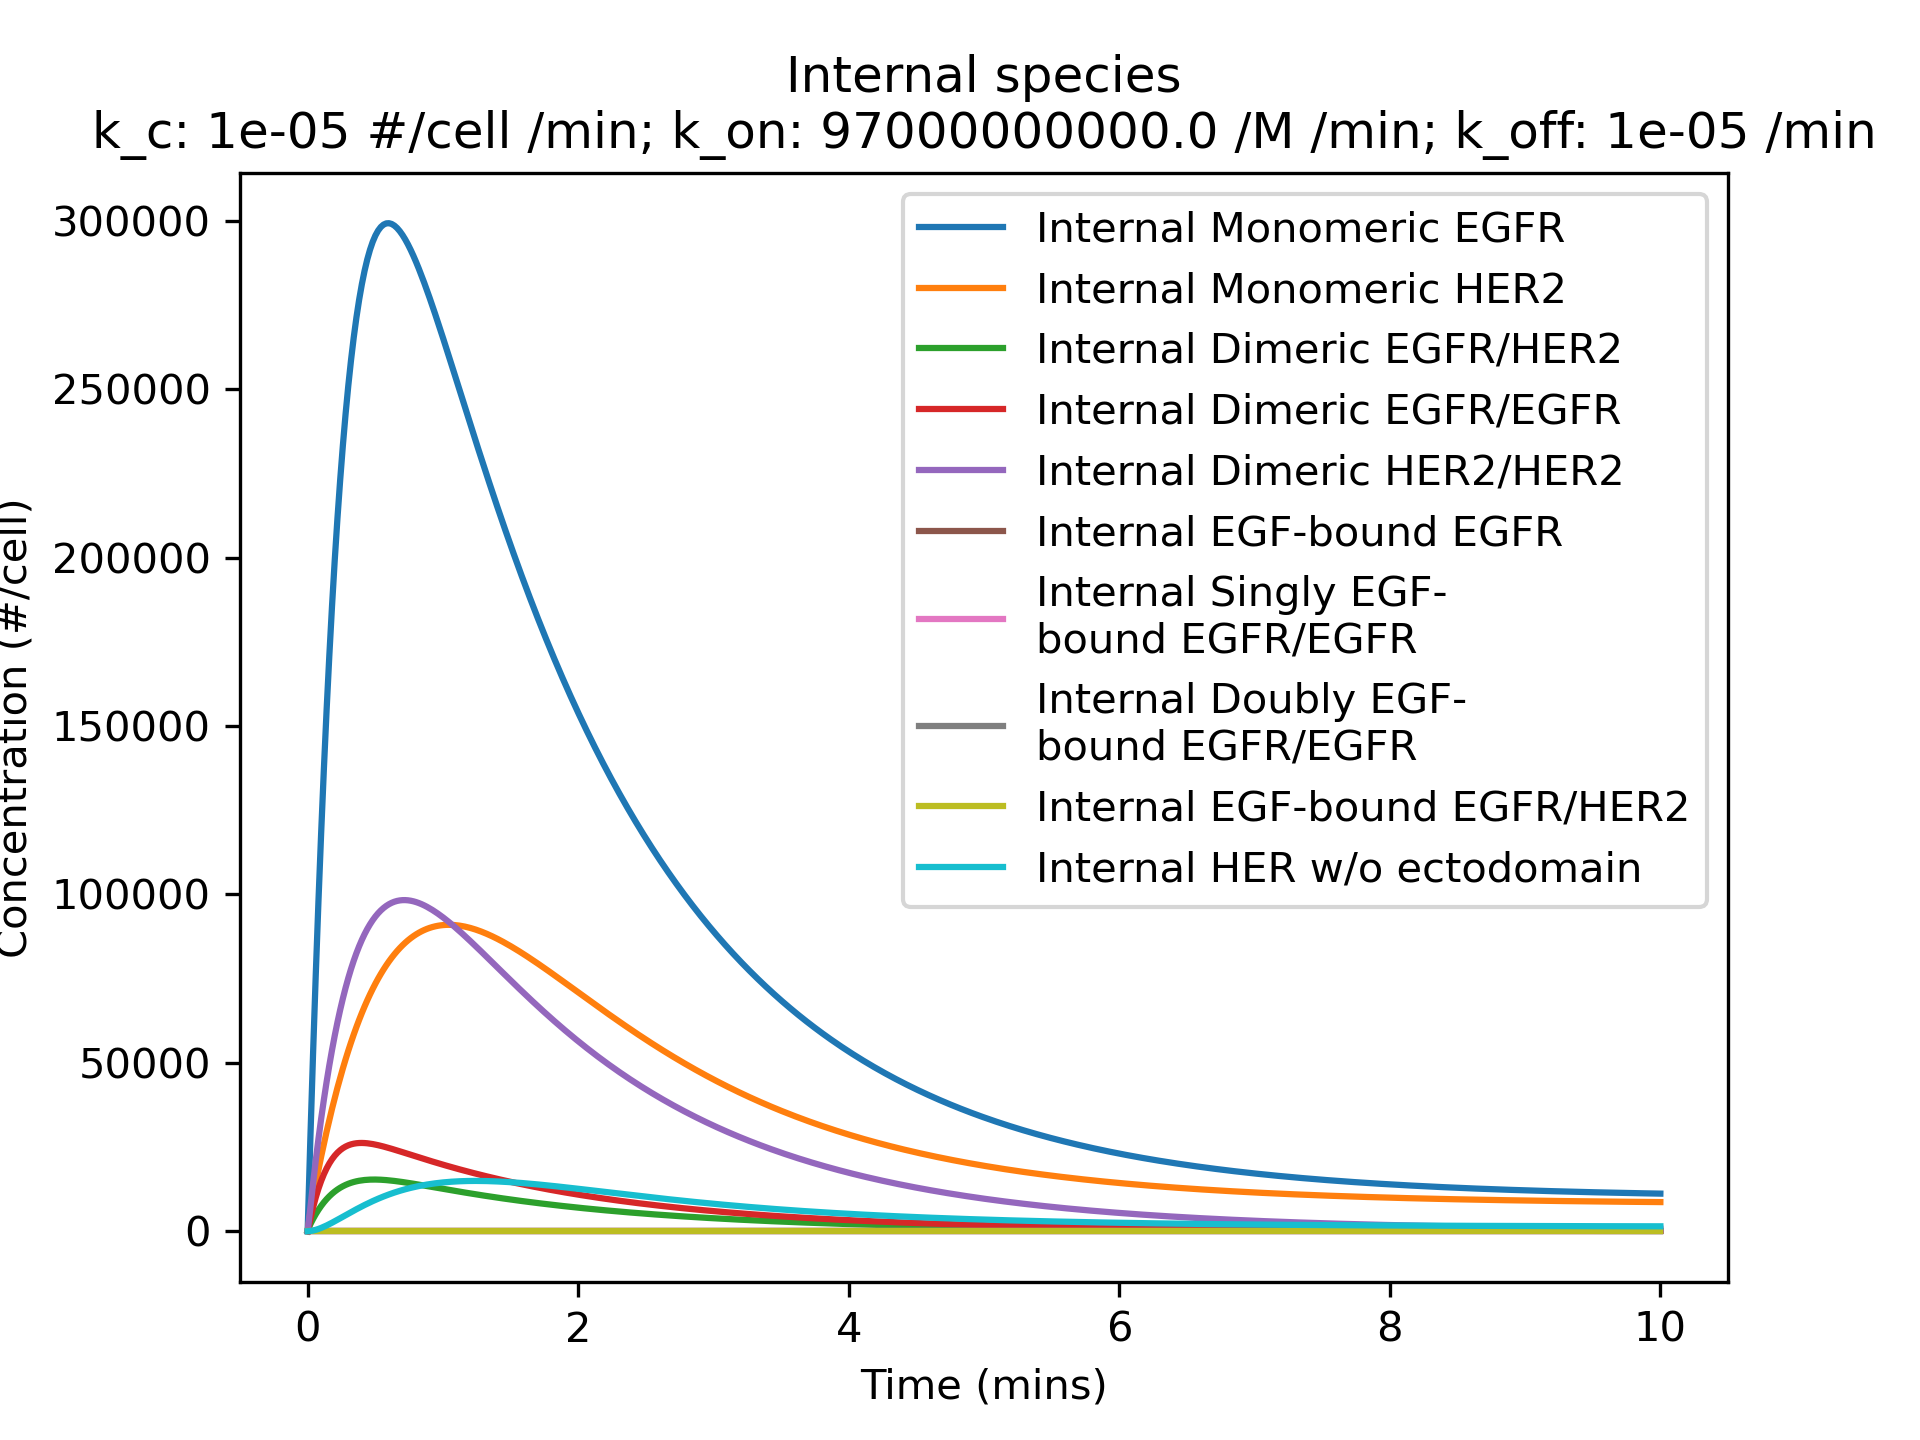 Internal species
k_c: 1e-05 #/cell /min; k_on: 97000000000.0 /M /min; k_off: 1e-05 /min
300000
250000
200000
150000
100000
50000
0
Concentration (#/cell)
Internal Monomeric EGFR
Internal Monomeric HER2
Internal Dimeric EGFR/HER2
Internal Dimeric EGFR/EGFR
Internal Dimeric HER2/HER2
Internal EGF-bound EGFR
Internal Singly EGF-
bound EGFR/EGFR
Internal Doubly EGF-
bound EGFR/EGFR
Internal EGF-bound EGFR/HER2
Internal HER w/o ectodomain
0 2 4 6 8 10
Time (mins)